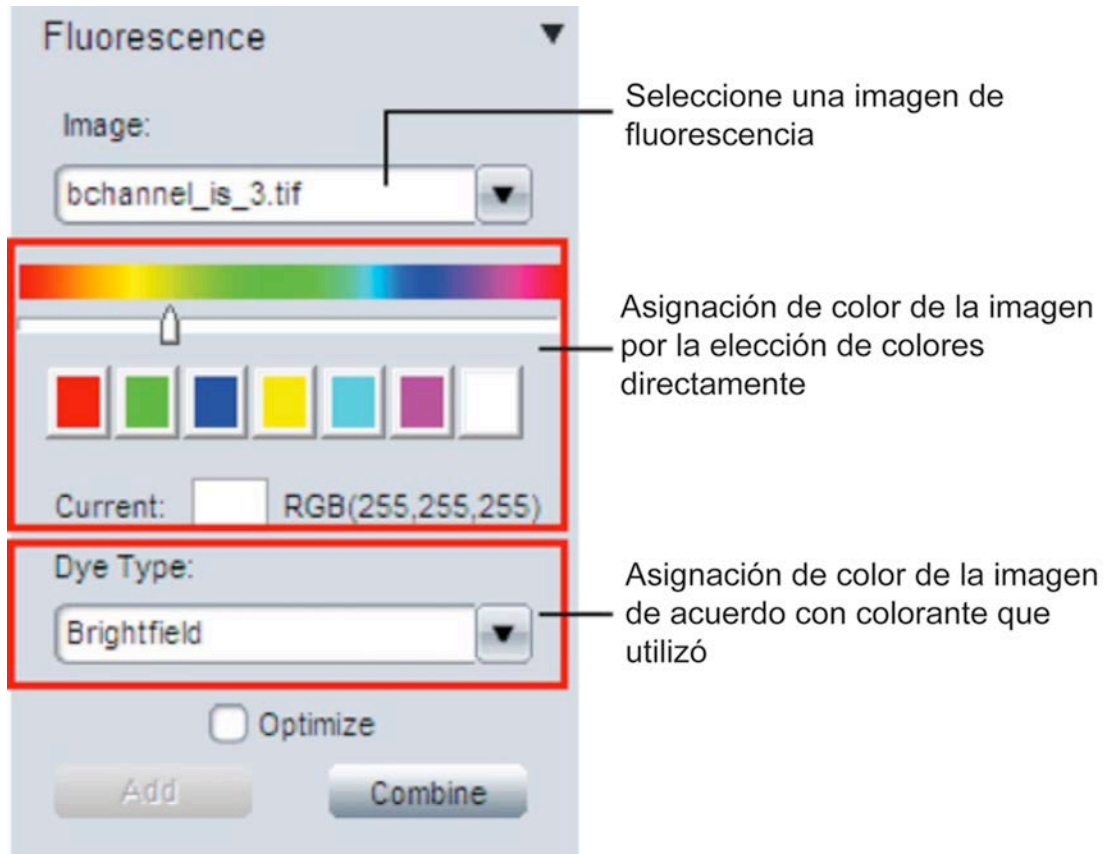 Fluorescence
Image:
bchannel_is_3.tif
Seleccione una imagen de
fluorescencia
Asignación de color de la imagen
por la elección de colores
directamente
Current: RGB(255,255,255)
Dye Type:
Brightfield
Asignación de color de la imagen
de acuerdo con colorante que
utilizó
Optimize
Add Combine